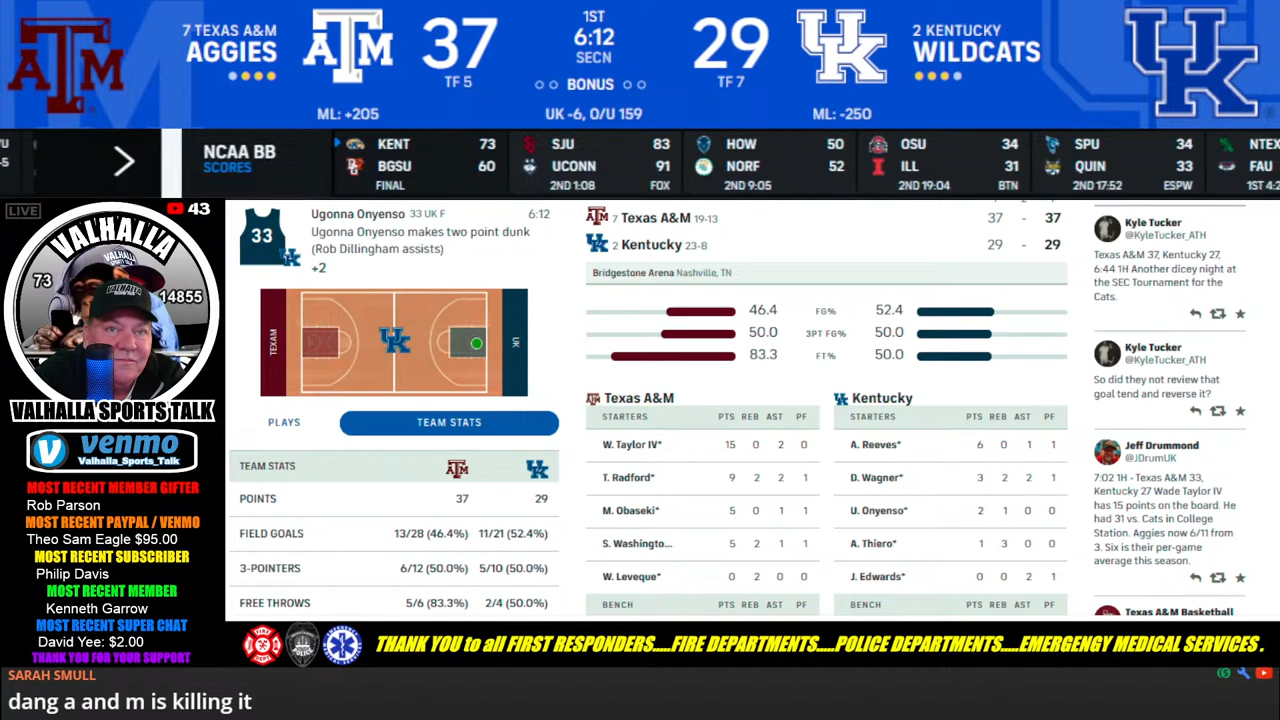 7 TEXAS A&M
AGGIES
ATM
37
TF 5
ML: +205
1ST
6:12
SECN
BONUS
UK -6, O/U 159
29
TF 7
UK
2 KENTUCKY
WILDCATS
ML: -250
-5
NCAA BB
SCORES
KENT 73
BGSU 60
FINAL
SJU 83
UCONN 91
2ND 1:08 FOX
HOW 50
NORF 52
2ND 9:05
OSU 34
ILL 31
2ND 19:04 BTN
SPU 34
QUIN 33
2ND 17:52 ESPW
NTEX
FAU
LIVE
43
VALHALLA
73
14855
VALHALLA SPORTS TALK
venmo
Valhalla_Sports_Talk
MOST RECENT MEMBER GIFTER
Rob Parson
MOST RECENT PAYPAL / VENMO
Theo Sam Eagle $95.00
MOST RECENT SUBSCRIBER
Philip Davis
MOST RECENT MEMBER
Kenneth Garrow
MOST RECENT SUPER CHAT
David Yee: $2.00
THANK YOU FOR YOUR SUPPORT
33
Ugonna Onyenso 33 UK F 6:12
Ugonna Onyenso makes two point dunk
(Rob Dillingham assists)
+2
TEXAM
UK
UK
PLAYS
TEAM STATS
TEAM STATS
POINTS 37 29
FIELD GOALS 13/28 (46.4%) 11/21 (52.4%)
3-POINTERS 6/12 (50.0%) 5/10 (50.0%)
FREE THROWS 5/6 (83.3%) 2/4 (50.0%)
7 Texas A&M 19-13 37 - 37
2 Kentucky 23-8 29 - 29
Bridgestone Arena Nashville, TN
46.4 FG% 52.4
50.0 3PT FG% 50.0
83.3 FT% 50.0
Texas A&M
STARTERS PTS REB AST PF
W. Taylor IV* 15 0 2 0
T. Radford* 9 2 2 1
M. Obaseki* 5 0 1 1
S. Washingto... 5 2 1 1
W. Leveque* 0 2 0 0
BENCH PTS REB AST PF
Kentucky
STARTERS PTS REB AST PF
A. Reeves* 6 0 1 1
D. Wagner* 3 2 2 1
U. Onyenso* 2 1 0 0
A. Thiero* 1 3 0 0
J. Edwards* 0 0 2 1
BENCH PTS REB AST PF
Kyle Tucker
@KyleTucker_ATH
Texas A&M 37, Kentucky 27,
6:44 1H Another dicey night at
the SEC Tournament for the
Cats.
Kyle Tucker
@KyleTucker_ATH
So did they not review that
goal tend and reverse it?
Jeff Drummond
@JDrumUK
7:02 1H - Texas A&M 33,
Kentucky 27 Wade Taylor IV
has 15 points on the board. He
had 31 vs. Cats in College
Station. Aggies now 6/11 from
3. Six is their per-game
average this season.
Texas A&M Basketball
THANK YOU to all FIRST RESPONDERS.....FIRE DEPARTMENTS.....POLICE DEPARTMENTS.....EMERGENCY MEDICAL SERVICES .
SARAH SMULL
dang a and m is killing it